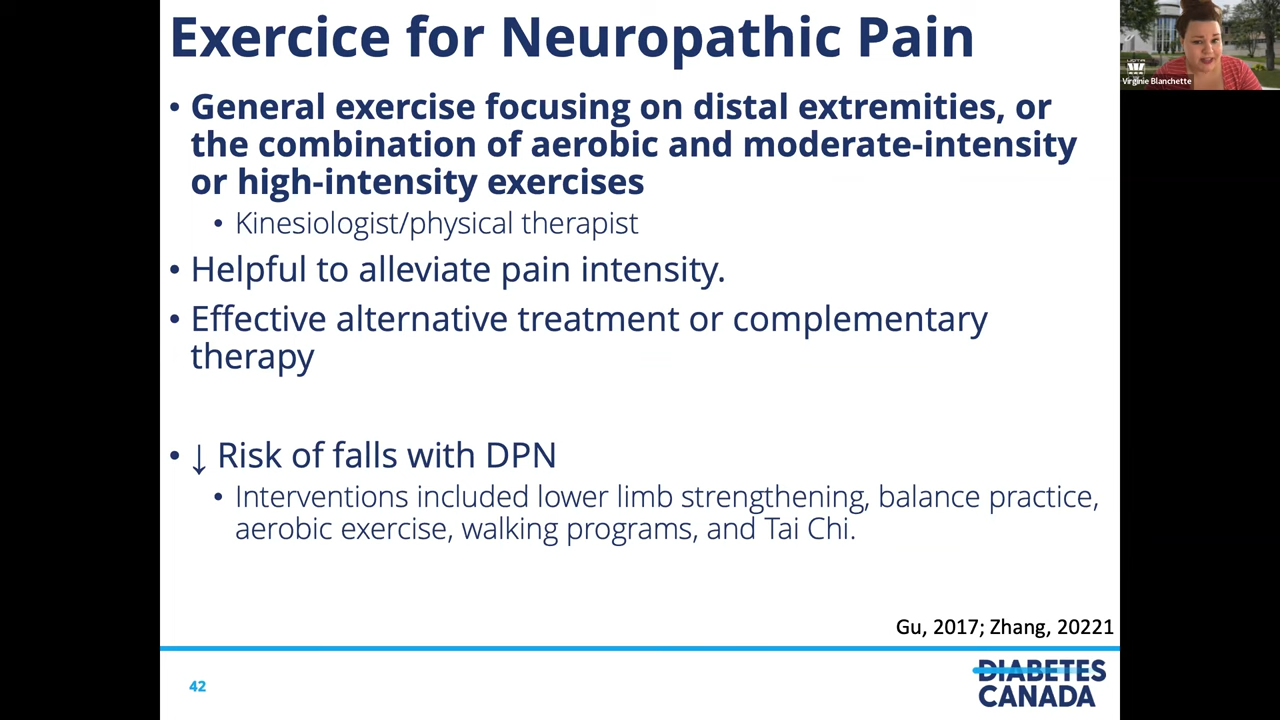 Exercice for Neuropathic Pain
• General exercise focusing on distal extremities, or
the combination of aerobic and moderate-intensity
or high-intensity exercises
• Kinesiologist/physical therapist
• Helpful to alleviate pain intensity.
• Effective alternative treatment or complementary
therapy
• ↓ Risk of falls with DPN
• Interventions included lower limb strengthening, balance practice,
aerobic exercise, walking programs, and Tai Chi.
Gu, 2017; Zhang, 20221
42
DIABETES
CANADA
UQTR
Virginie Blanchette